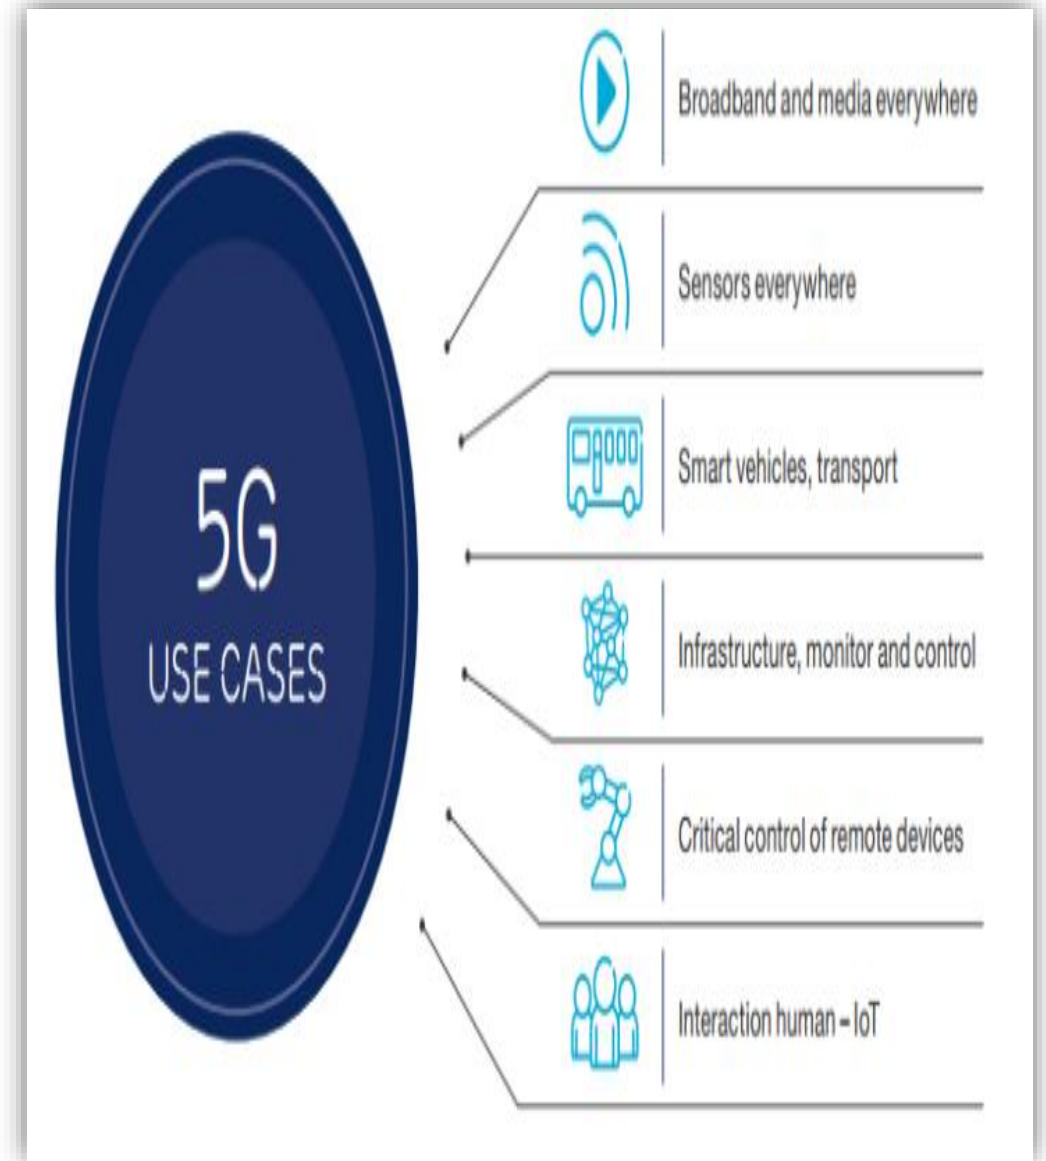 5G
USE CASES
Broadband and media everywhere
Sensors everywhere
Smart vehicles, transport
Infrastructure, monitor and control
Critical control of remote devices
Interaction human – IoT